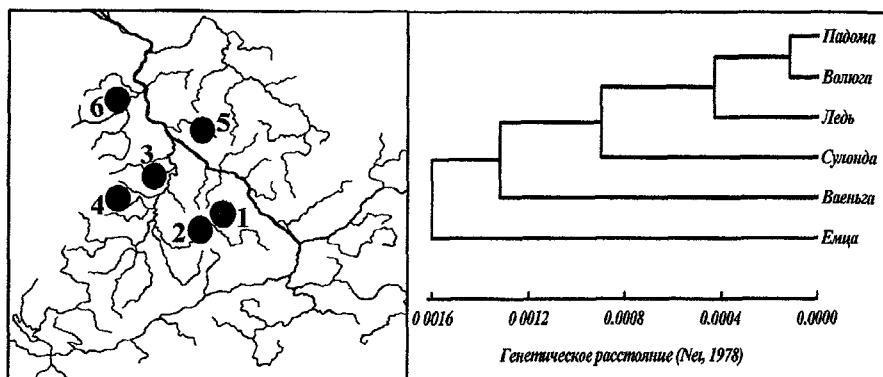 6
5
3
4
2
1
Падома
Волюга
Ледь
Сулонда
Ваеньга
Емца
0 0016 0 0012 0.0008 0.0004 0.0000
Генетическое расстояние (Nei, 1978)